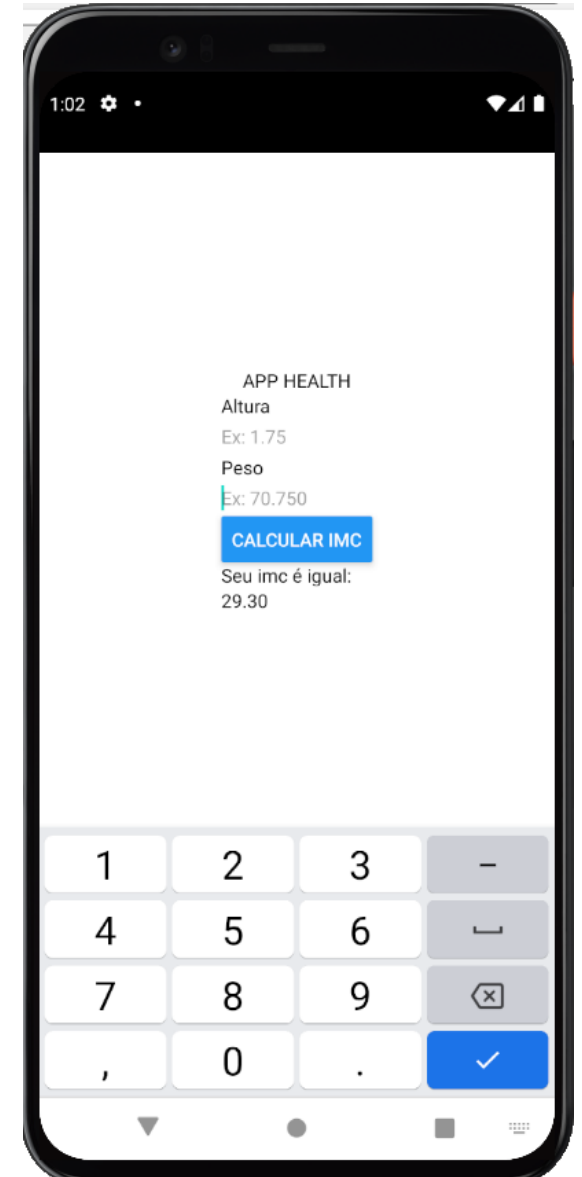 1:02
APP HEALTH
Altura
Ex: 1.75
Peso
Ex: 70.750
CALCULAR IMC
Seu imc é igual:
29.30
1 2 3 –
4 5 6
7 8 9
, 0 .